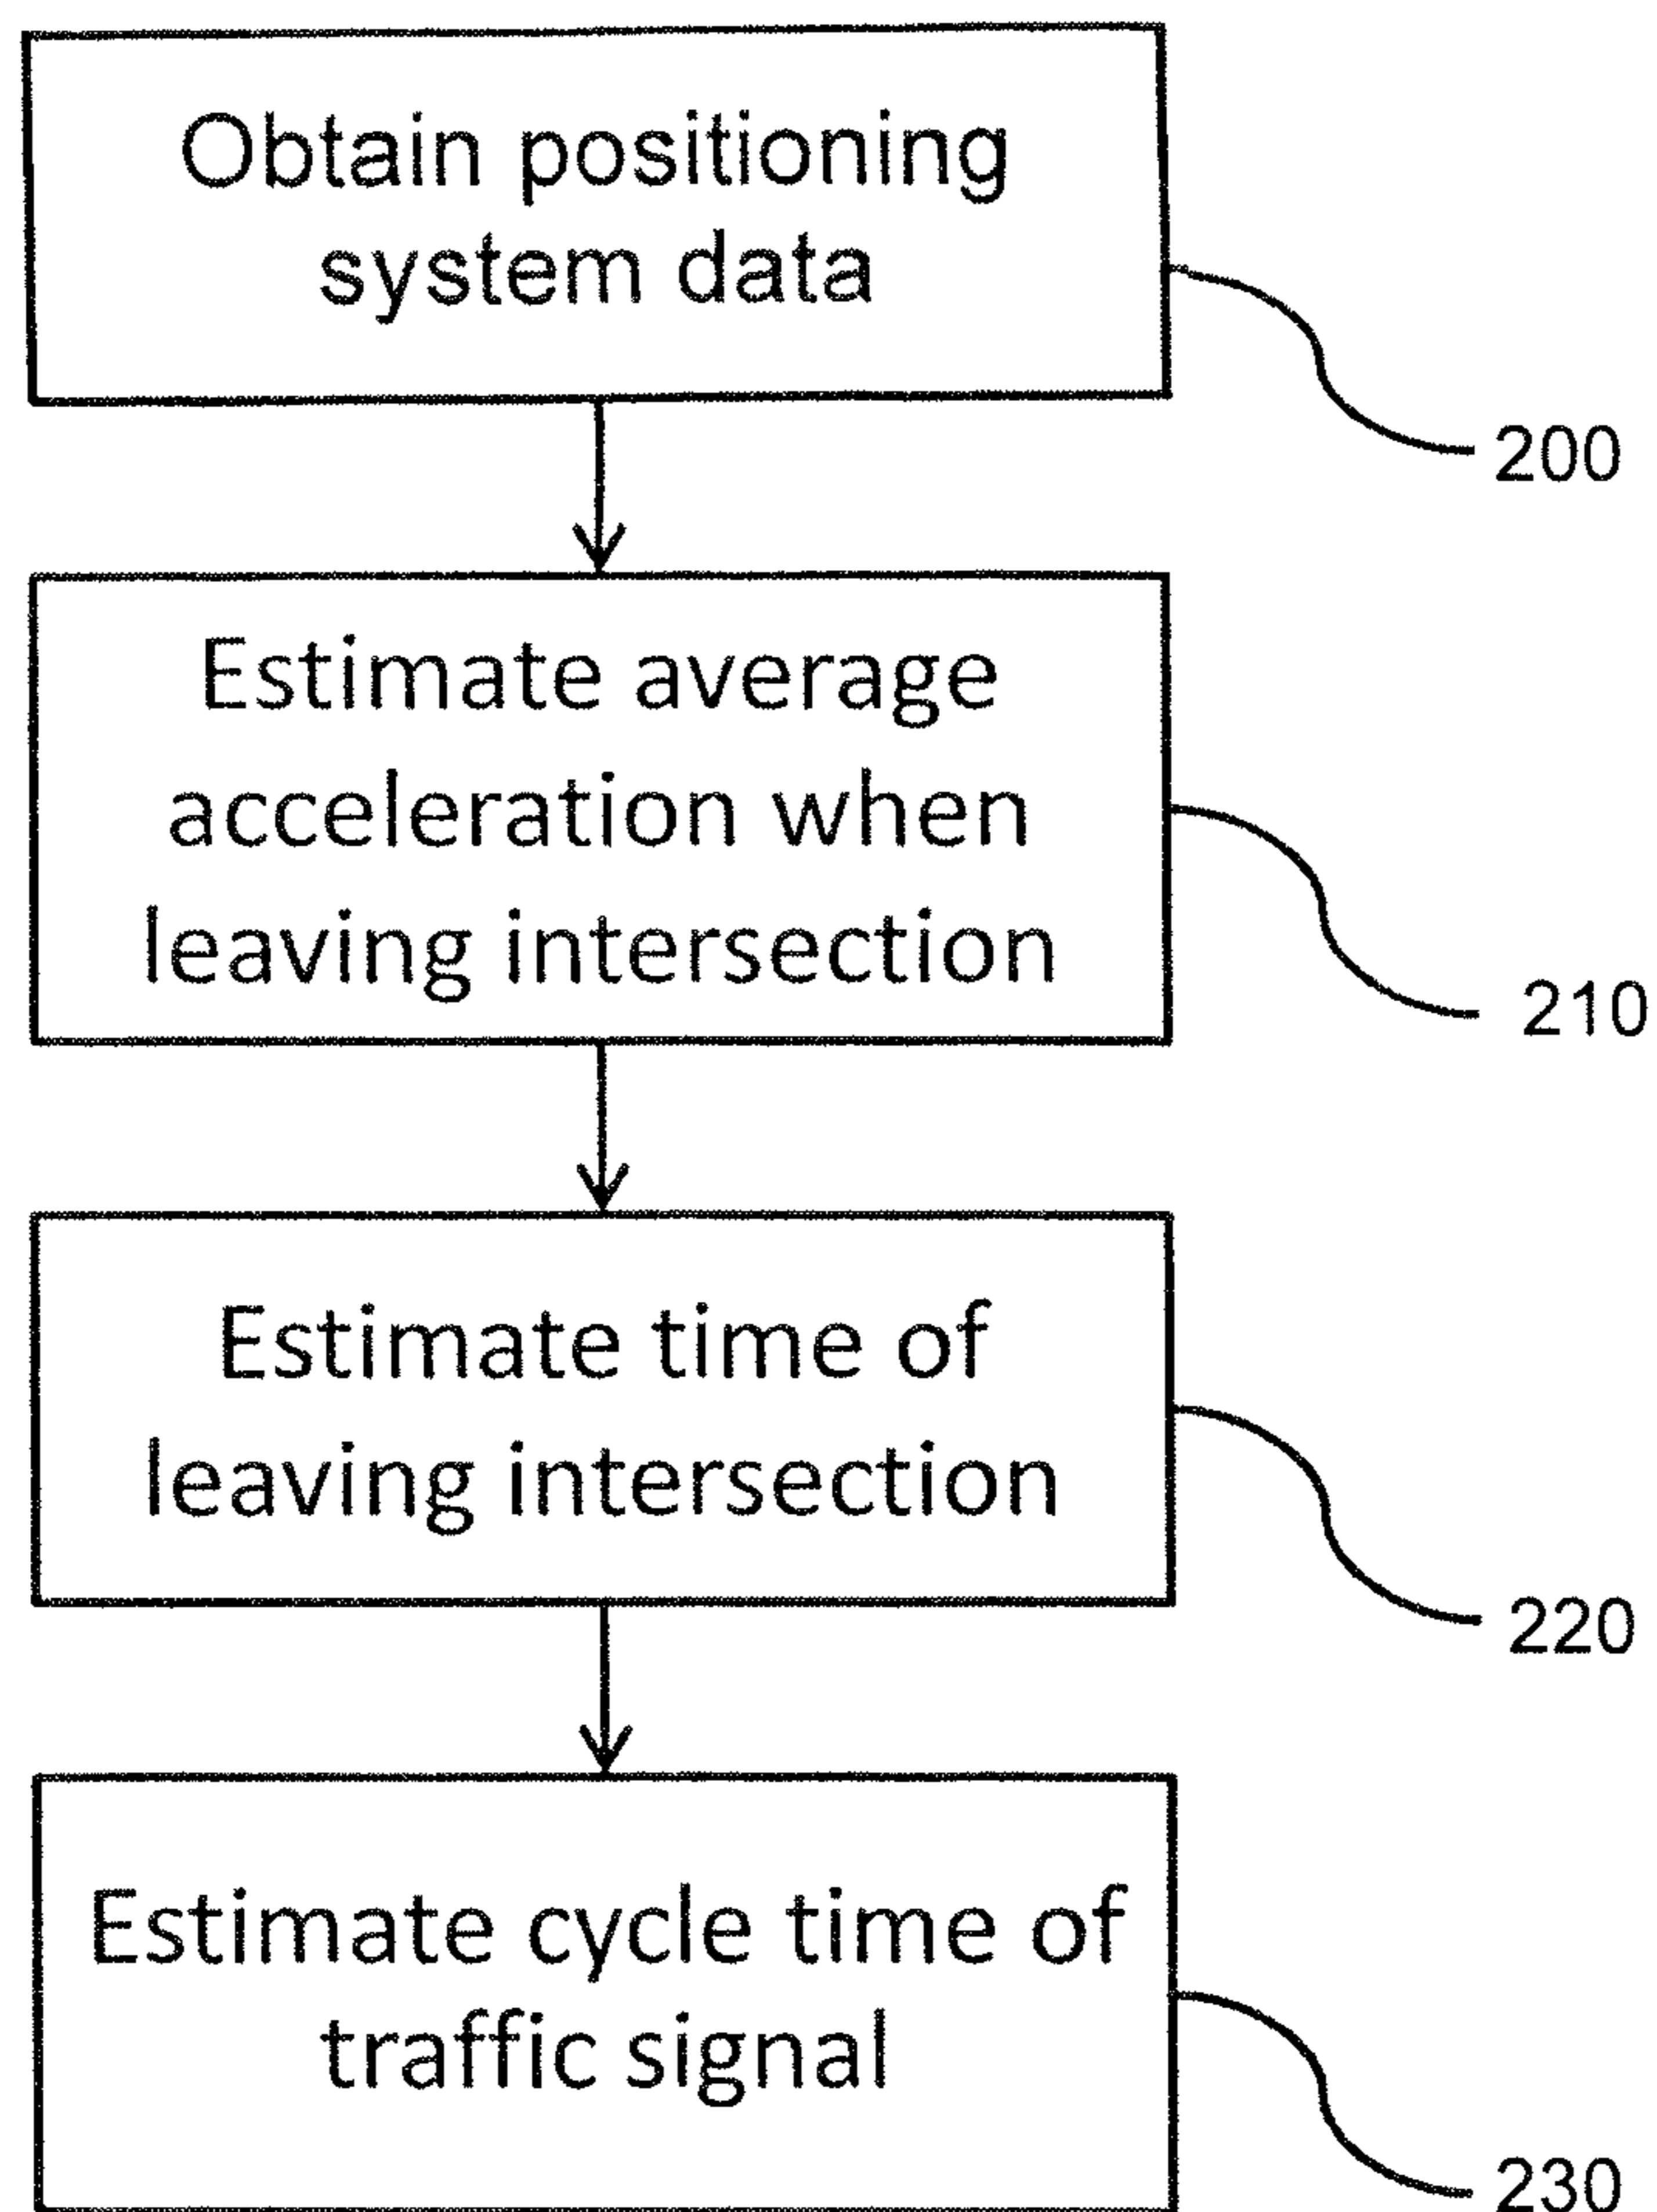 Obtain positioning
system data
200
Estimate average
acceleration when
leaving intersection
210
Estimate time of
leaving intersection
220
Estimate cycle time of
traffic signal
230